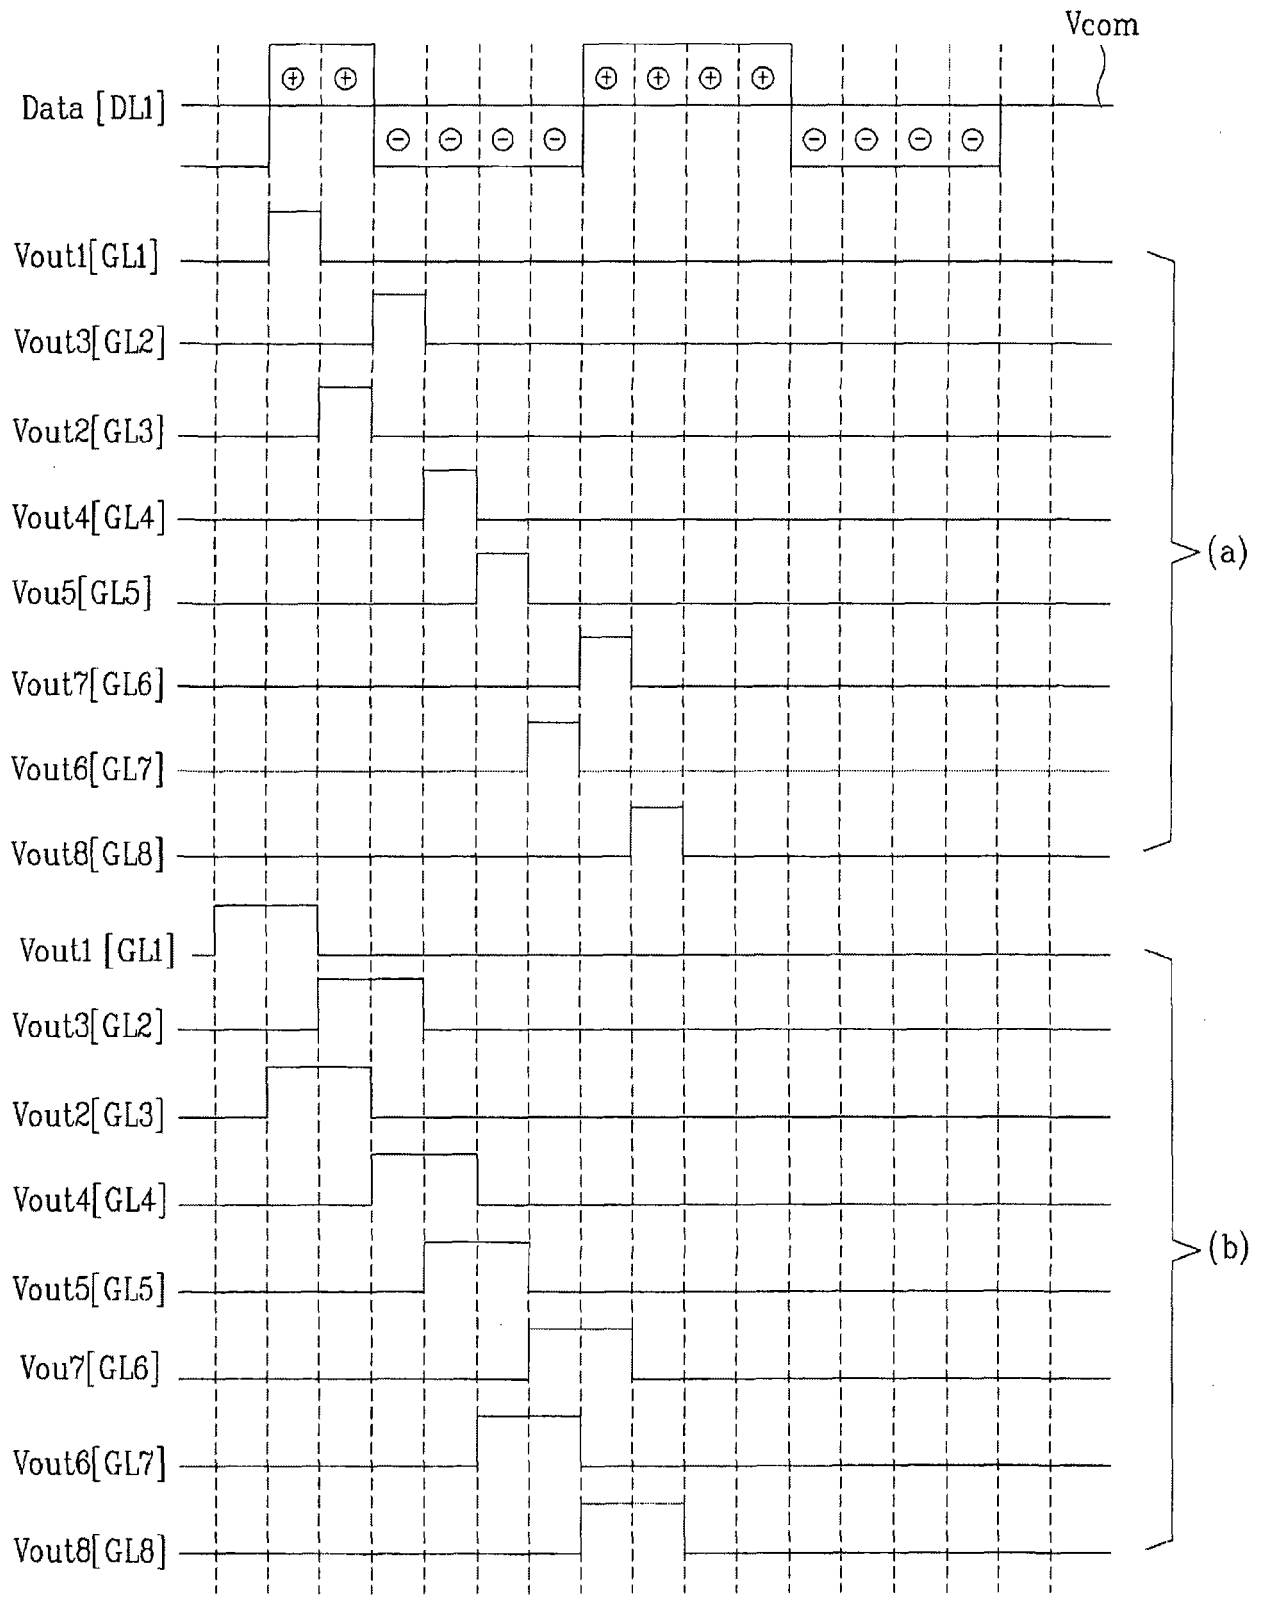 Vcom
Data [DL1]
⊕ ⊕ ⊕ ⊕ ⊕ ⊕
⊖ ⊖ ⊖ ⊖ ⊖ ⊖ ⊖ ⊖
Vout1[GL1]
Vout3[GL2]
Vout2[GL3]
Vout4[GL4]
(a)
Vou5[GL5]
Vout7[GL6]
Vout6[GL7]
Vout8[GL8]
Vout1 [GL1]
Vout3[GL2]
Vout2[GL3]
Vout4[GL4]
(b)
Vout5[GL5]
Vou7[GL6]
Vout6[GL7]
Vout8[GL8]